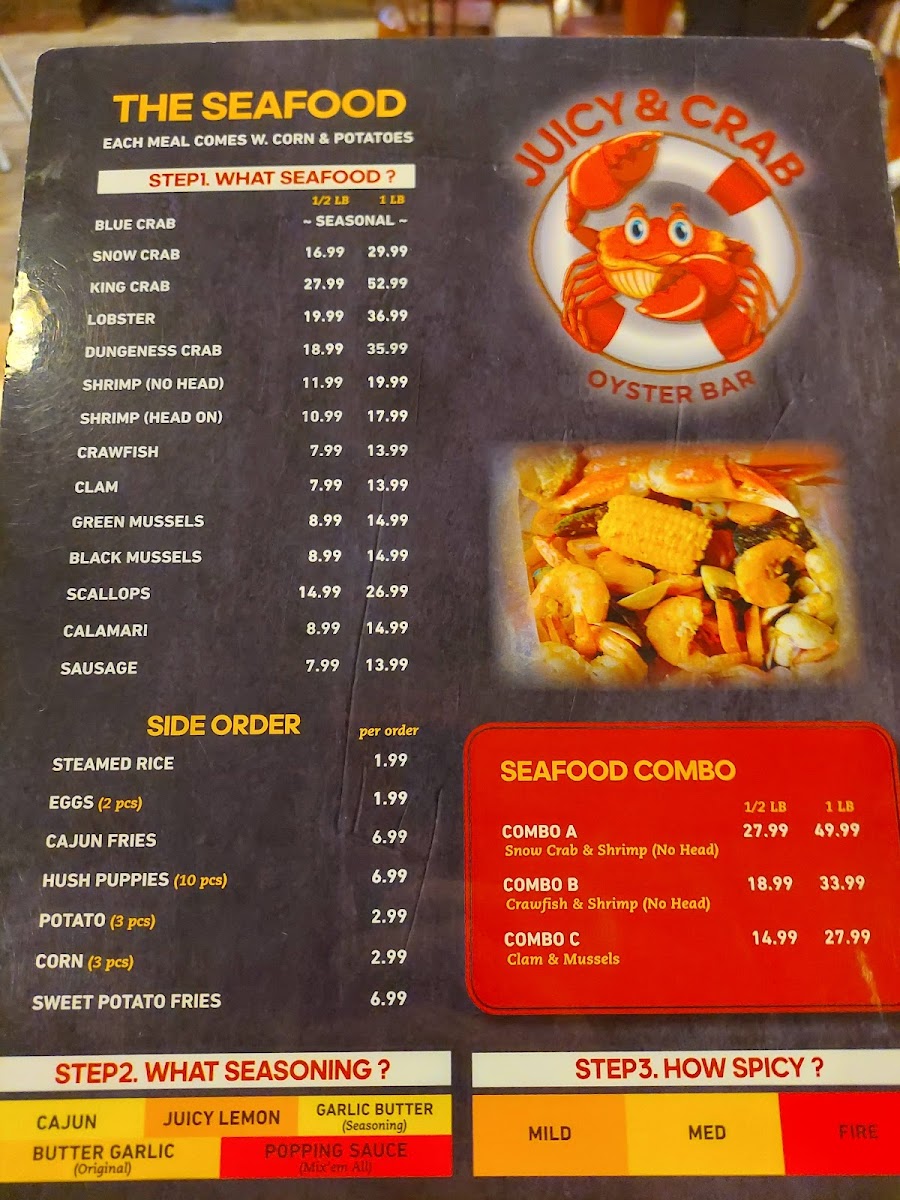 THE SEAFOOD
EACH MEAL COMES W. CORN & POTATOES
STEP1. WHAT SEAFOOD ?
1/2 LB 1 LB
BLUE CRAB ~ SEASONAL ~
SNOW CRAB 16.99 29.99
KING CRAB 27.99 52.99
LOBSTER 19.99 36.99
DUNGENESS CRAB 18.99 35.99
SHRIMP (NO HEAD) 11.99 19.99
SHRIMP (HEAD ON) 10.99 17.99
CRAWFISH 7.99 13.99
CLAM 7.99 13.99
GREEN MUSSELS 8.99 14.99
BLACK MUSSELS 8.99 14.99
SCALLOPS 14.99 26.99
CALAMARI 8.99 14.99
SAUSAGE 7.99 13.99
SIDE ORDER per order
STEAMED RICE 1.99
EGGS (2 pcs) 1.99
CAJUN FRIES 6.99
HUSH PUPPIES (10 pcs) 6.99
POTATO (3 pcs) 2.99
CORN (3 pcs) 2.99
SWEET POTATO FRIES 6.99
JUICY & CRAB
OYSTER BAR
SEAFOOD COMBO
1/2 LB 1 LB
COMBO A 27.99 49.99
Snow Crab & Shrimp (No Head)
COMBO B 18.99 33.99
Crawfish & Shrimp (No Head)
COMBO C 14.99 27.99
Clam & Mussels
STEP2. WHAT SEASONING ?
CAJUN
JUICY LEMON
GARLIC BUTTER
(Seasoning)
BUTTER GARLIC
(Original)
POPPING SAUCE
(Mix'em All)
STEP3. HOW SPICY ?
MILD
MED
FIRE